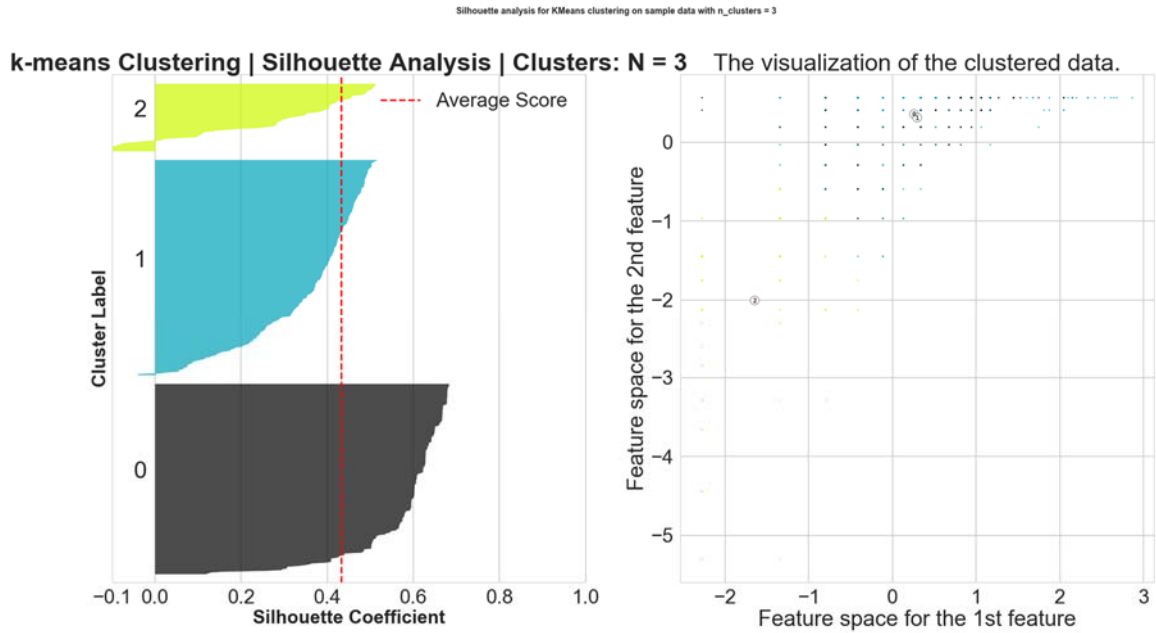 Silhouette analysis for KMeans clustering on sample data with n_clusters = 3
k-means Clustering | Silhouette Analysis | Clusters: N = 3
Average Score
2
1
0
Cluster Label
−0.1 0.0 0.2 0.4 0.6 0.8 1.0
Silhouette Coefficient
The visualization of the clustered data.
0
−1
−2
−3
−4
−5
Feature space for the 2nd feature
1
2
−2 −1 0 1 2 3
Feature space for the 1st feature